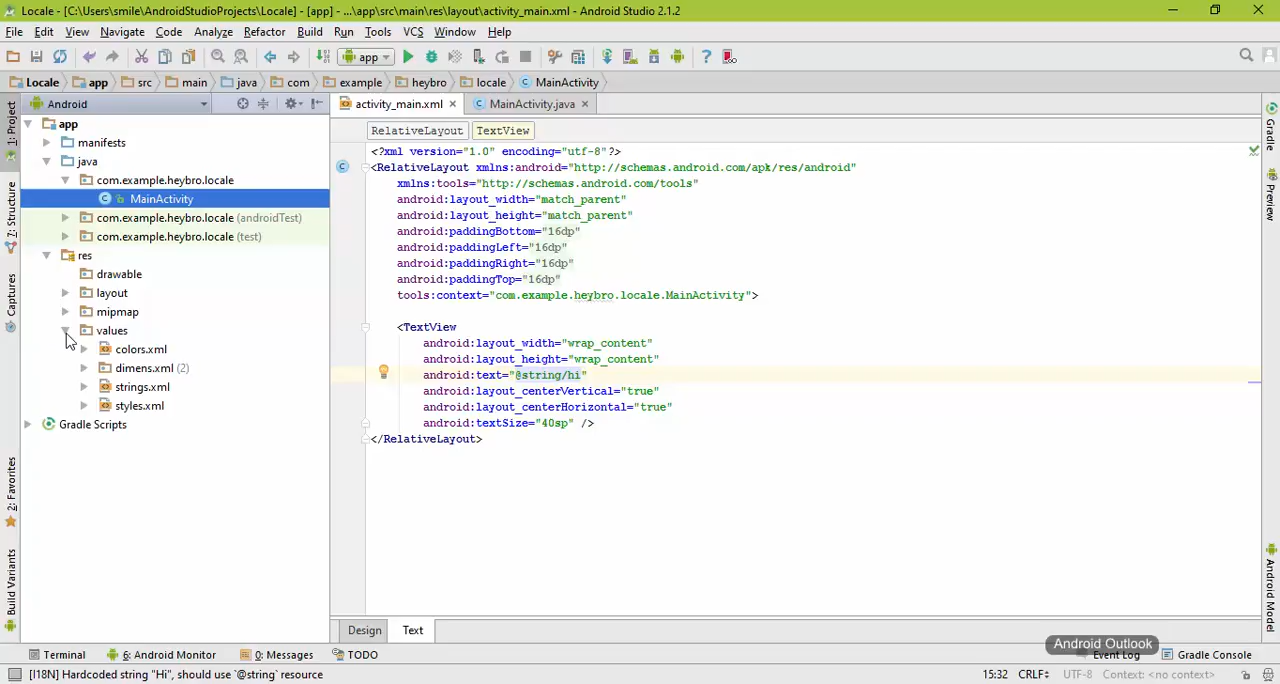 Locale - [C:\Users\smile\AndroidStudioProjects\Locale] - [app] - ...\app\src\main\res\layout\activity_main.xml - Android Studio 2.1.2
File Edit View Navigate Code Analyze Refactor Build Run Tools VCS Window Help
app
Locale app src main java com example heybro locale MainActivity
Android
activity_main.xml MainActivity.java
RelativeLayout TextView
app
manifests
java
com.example.heybro.locale
MainActivity
com.example.heybro.locale (androidTest)
com.example.heybro.locale (test)
res
drawable
layout
mipmap
values
colors.xml
dimens.xml (2)
strings.xml
styles.xml
Gradle Scripts
<?xml version="1.0" encoding="utf-8"?>
<RelativeLayout xmlns:android="http://schemas.android.com/apk/res/android"
xmlns:tools="http://schemas.android.com/tools"
android:layout_width="match_parent"
android:layout_height="match_parent"
android:paddingBottom="16dp"
android:paddingLeft="16dp"
android:paddingRight="16dp"
android:paddingTop="16dp"
tools:context="com.example.heybro.locale.MainActivity">
<TextView
android:layout_width="wrap_content"
android:layout_height="wrap_content"
android:text="@string/hi"
android:layout_centerVertical="true"
android:layout_centerHorizontal="true"
android:textSize="40sp" />
</RelativeLayout>
1: Project
7: Structure
Captures
2: Favorites
Build Variants
Gradle
Preview
Android Model
Design Text
Android Outlook
Terminal 6: Android Monitor 0: Messages TODO Event Log Gradle Console
[I18N] Hardcoded string "Hi", should use `@string` resource 15:32 CRLF UTF-8 Context: <no context>